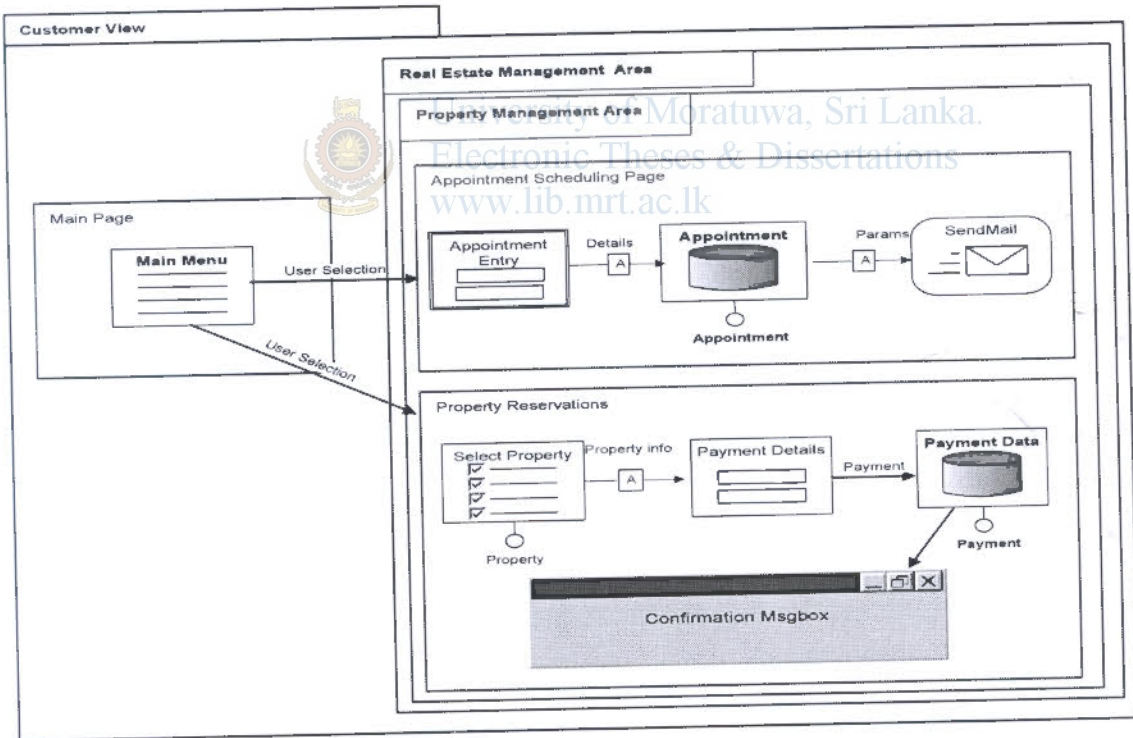 Customer View
Real Estate Management Area
Property Management Area
University of Moratuwa, Sri Lanka.
Electronic Theses & Dissertations
www.lib.mrt.ac.lk
Appointment Scheduling Page
Main Page
Main Menu
User Selection
User Selection
Appointment
Entry
Details
A
Appointment
Appointment
Params
A
SendMail
Property Reservations
Select Property
Property
Property info
A
Payment Details
Payment
Payment Data
Payment
Confirmation Msgbox